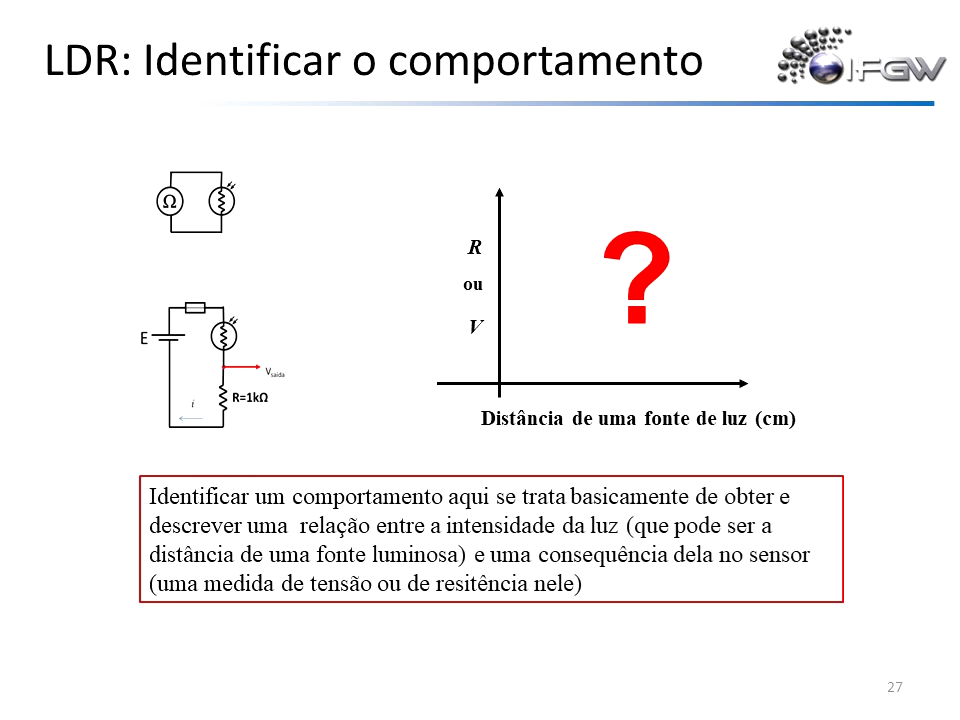 LDR: Identificar o comportamento
IFGW
Ω
R
ou
V
E
Vsaida
R=1kΩ
i
Distância de uma fonte de luz (cm)
?
Identificar um comportamento aqui se trata basicamente de obter e
descrever uma relação entre a intensidade da luz (que pode ser a
distância de uma fonte luminosa) e uma consequência dela no sensor
(uma medida de tensão ou de resitência nele)
27